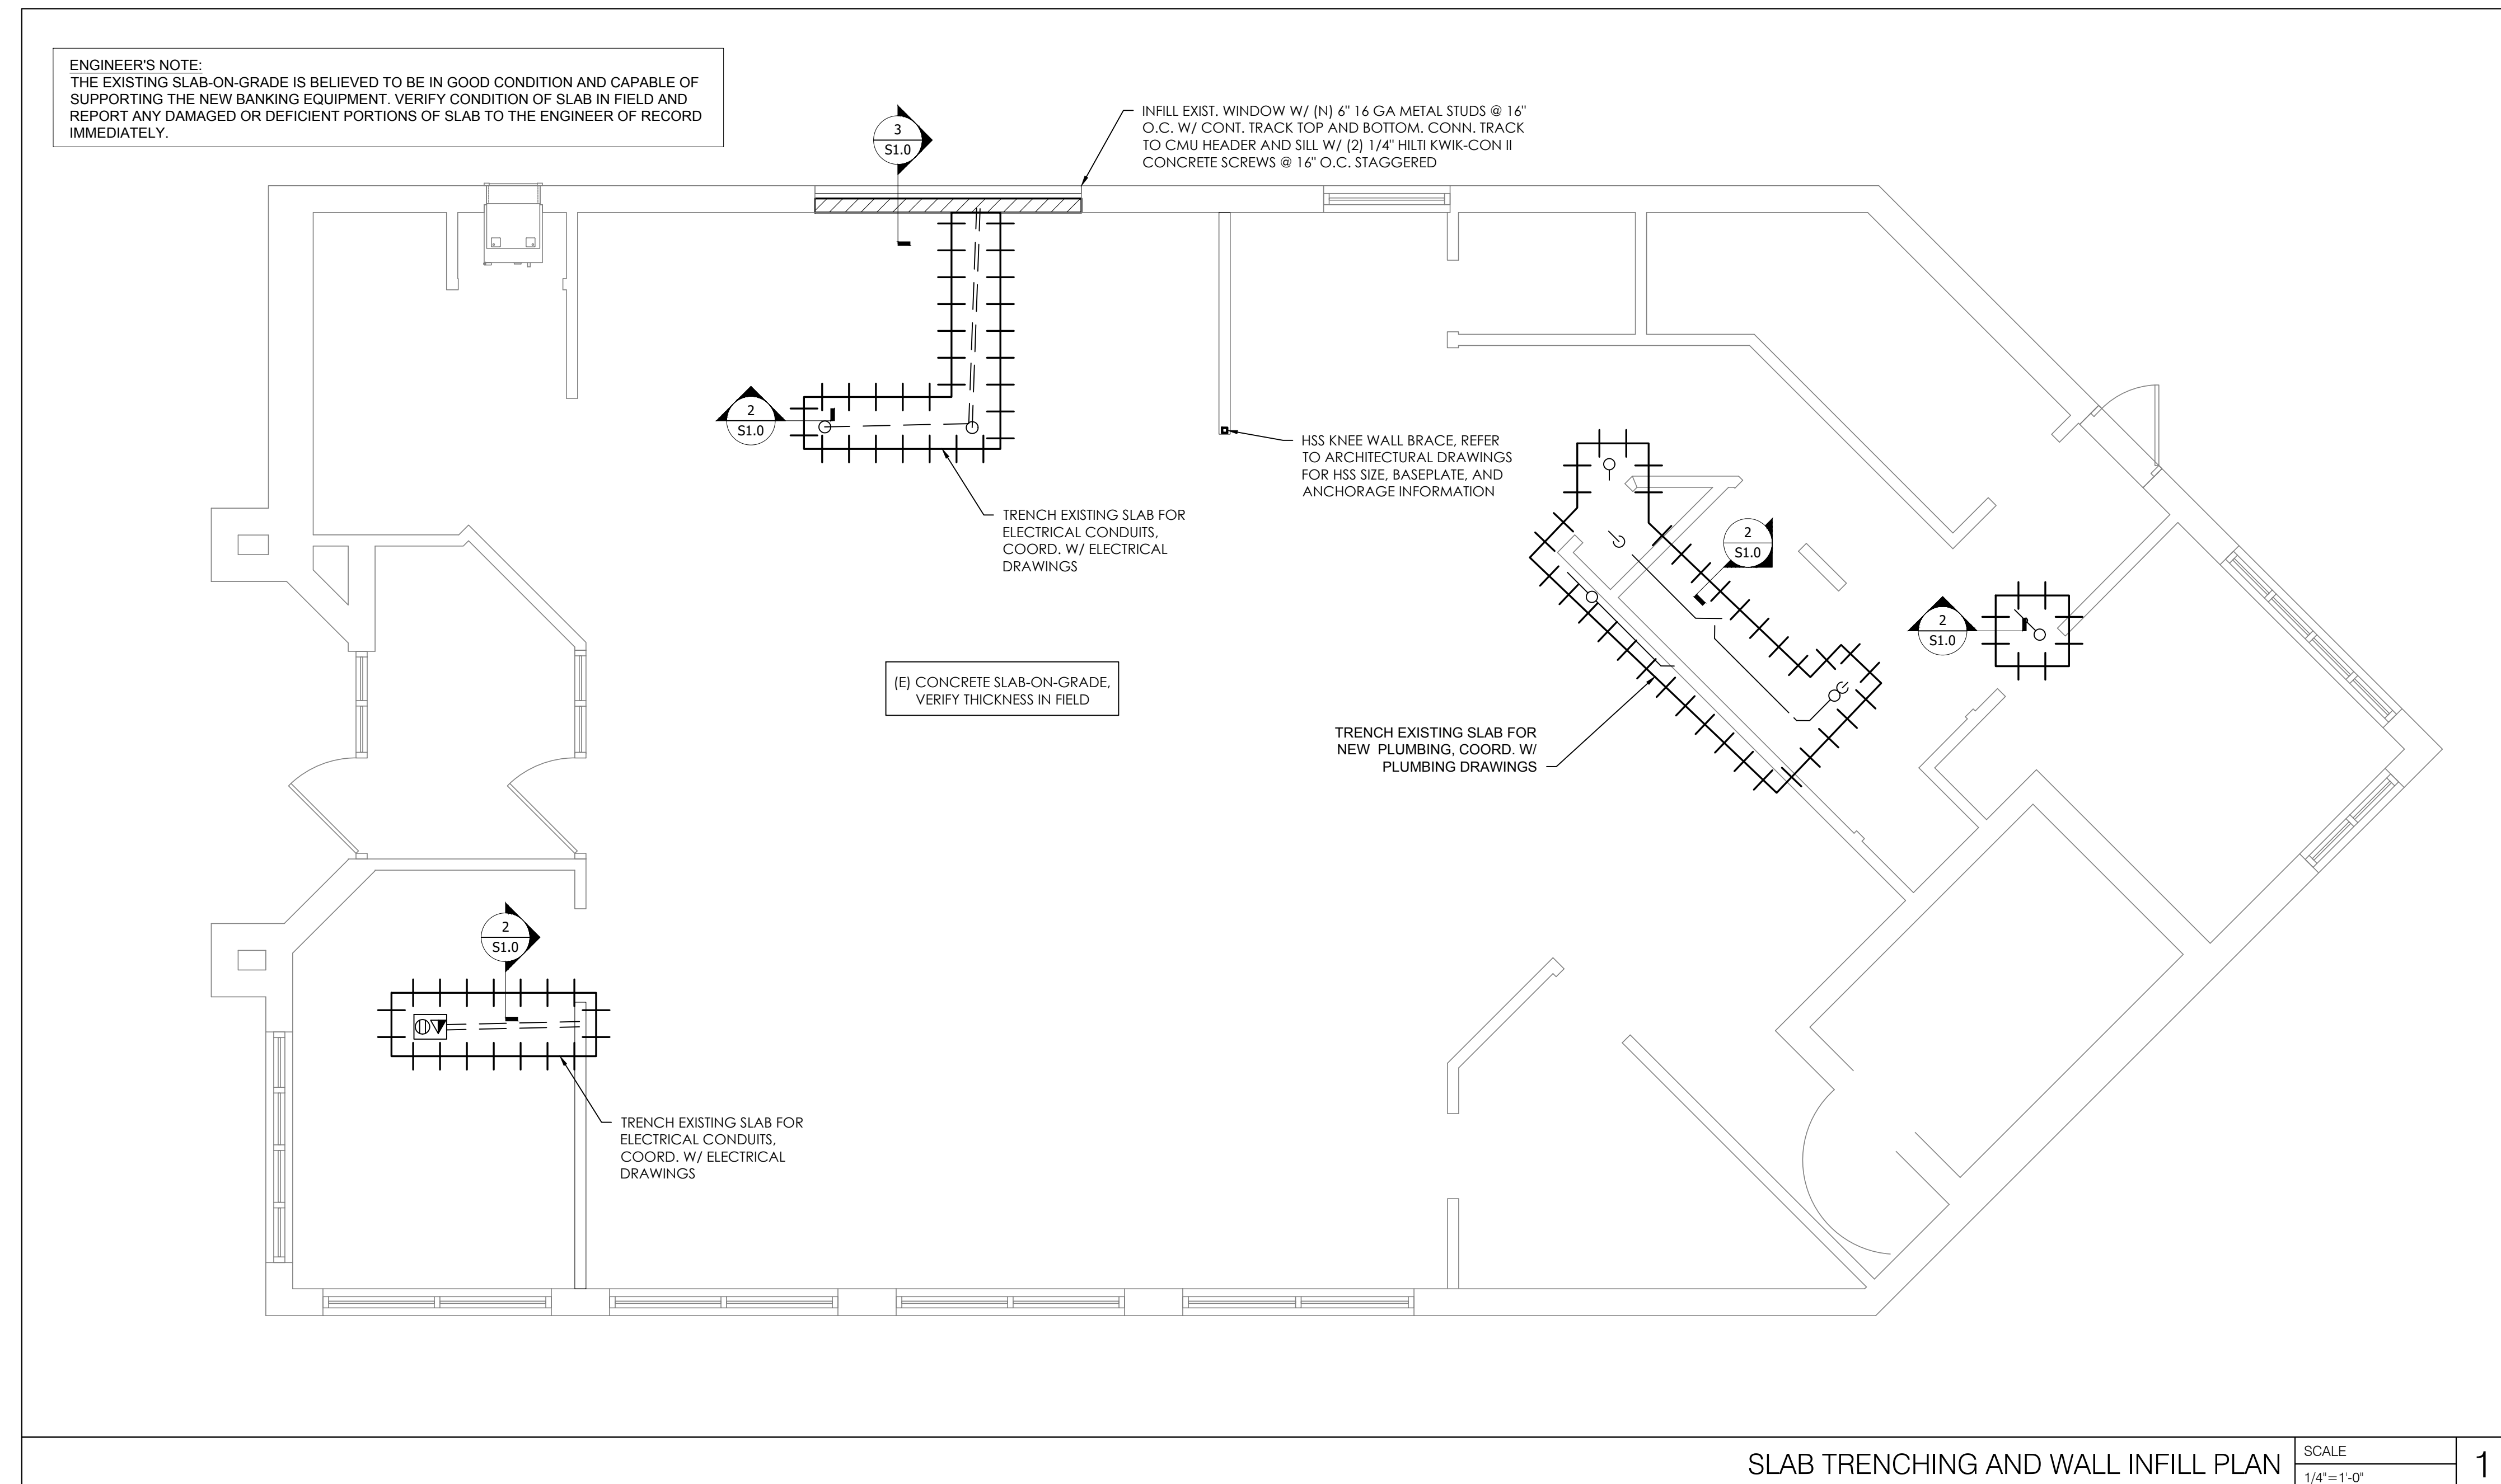 ENGINEER'S NOTE:
THE EXISTING SLAB-ON-GRADE IS BELIEVED TO BE IN GOOD CONDITION AND CAPABLE OF
SUPPORTING THE NEW BANKING EQUIPMENT. VERIFY CONDITION OF SLAB IN FIELD AND
REPORT ANY DAMAGED OR DEFICIENT PORTIONS OF SLAB TO THE ENGINEER OF RECORD
IMMEDIATELY.
3
S1.0
INFILL EXIST. WINDOW W/ (N) 6" 16 GA METAL STUDS @ 16"
O.C. W/ CONT. TRACK TOP AND BOTTOM. CONN. TRACK
TO CMU HEADER AND SILL W/ (2) 1/4" HILTI KWIK-CON II
CONCRETE SCREWS @ 16" O.C. STAGGERED
2
S1.0
HSS KNEE WALL BRACE, REFER
TO ARCHITECTURAL DRAWINGS
FOR HSS SIZE, BASEPLATE, AND
ANCHORAGE INFORMATION
TRENCH EXISTING SLAB FOR
ELECTRICAL CONDUITS,
COORD. W/ ELECTRICAL
DRAWINGS
2
S1.0
2
S1.0
(E) CONCRETE SLAB-ON-GRADE,
VERIFY THICKNESS IN FIELD
TRENCH EXISTING SLAB FOR
NEW PLUMBING, COORD. W/
PLUMBING DRAWINGS
2
S1.0
TRENCH EXISTING SLAB FOR
ELECTRICAL CONDUITS,
COORD. W/ ELECTRICAL
DRAWINGS
SLAB TRENCHING AND WALL INFILL PLAN
SCALE
1/4"=1'-0"
1